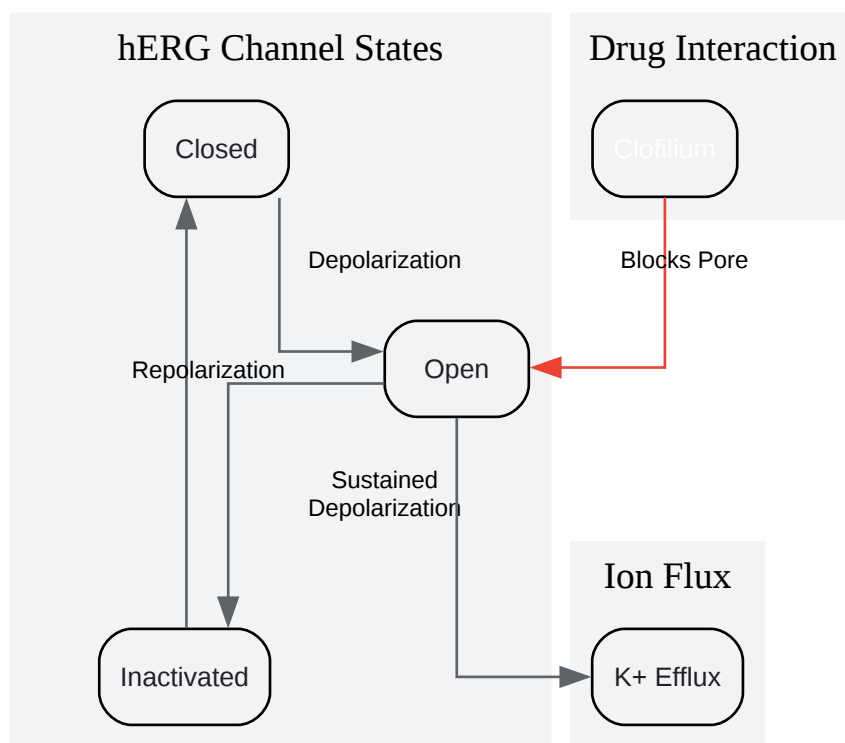 hERG Channel States
Drug Interaction
Closed
Clofilium
Depolarization
Blocks Pore
Repolarization
Open
Sustained
Depolarization
Ion Flux
Inactivated
K+ Efflux